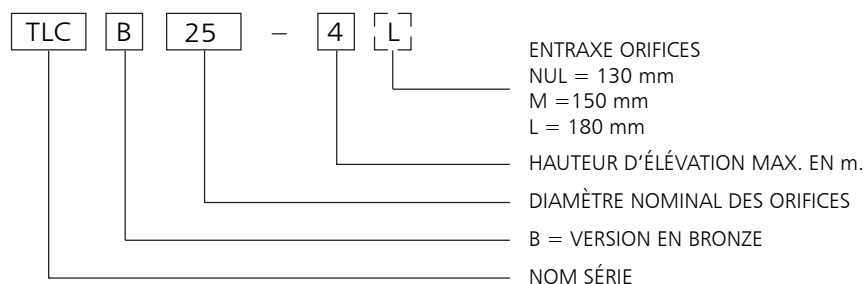 TLC B 25 – 4 L
ENTRAXE ORIFICES
NUL = 130 mm
M =150 mm
L = 180 mm
HAUTEUR D’ÉLÉVATION MAX. EN m.
DIAMÈTRE NOMINAL DES ORIFICES
B = VERSION EN BRONZE
NOM SÉRIE